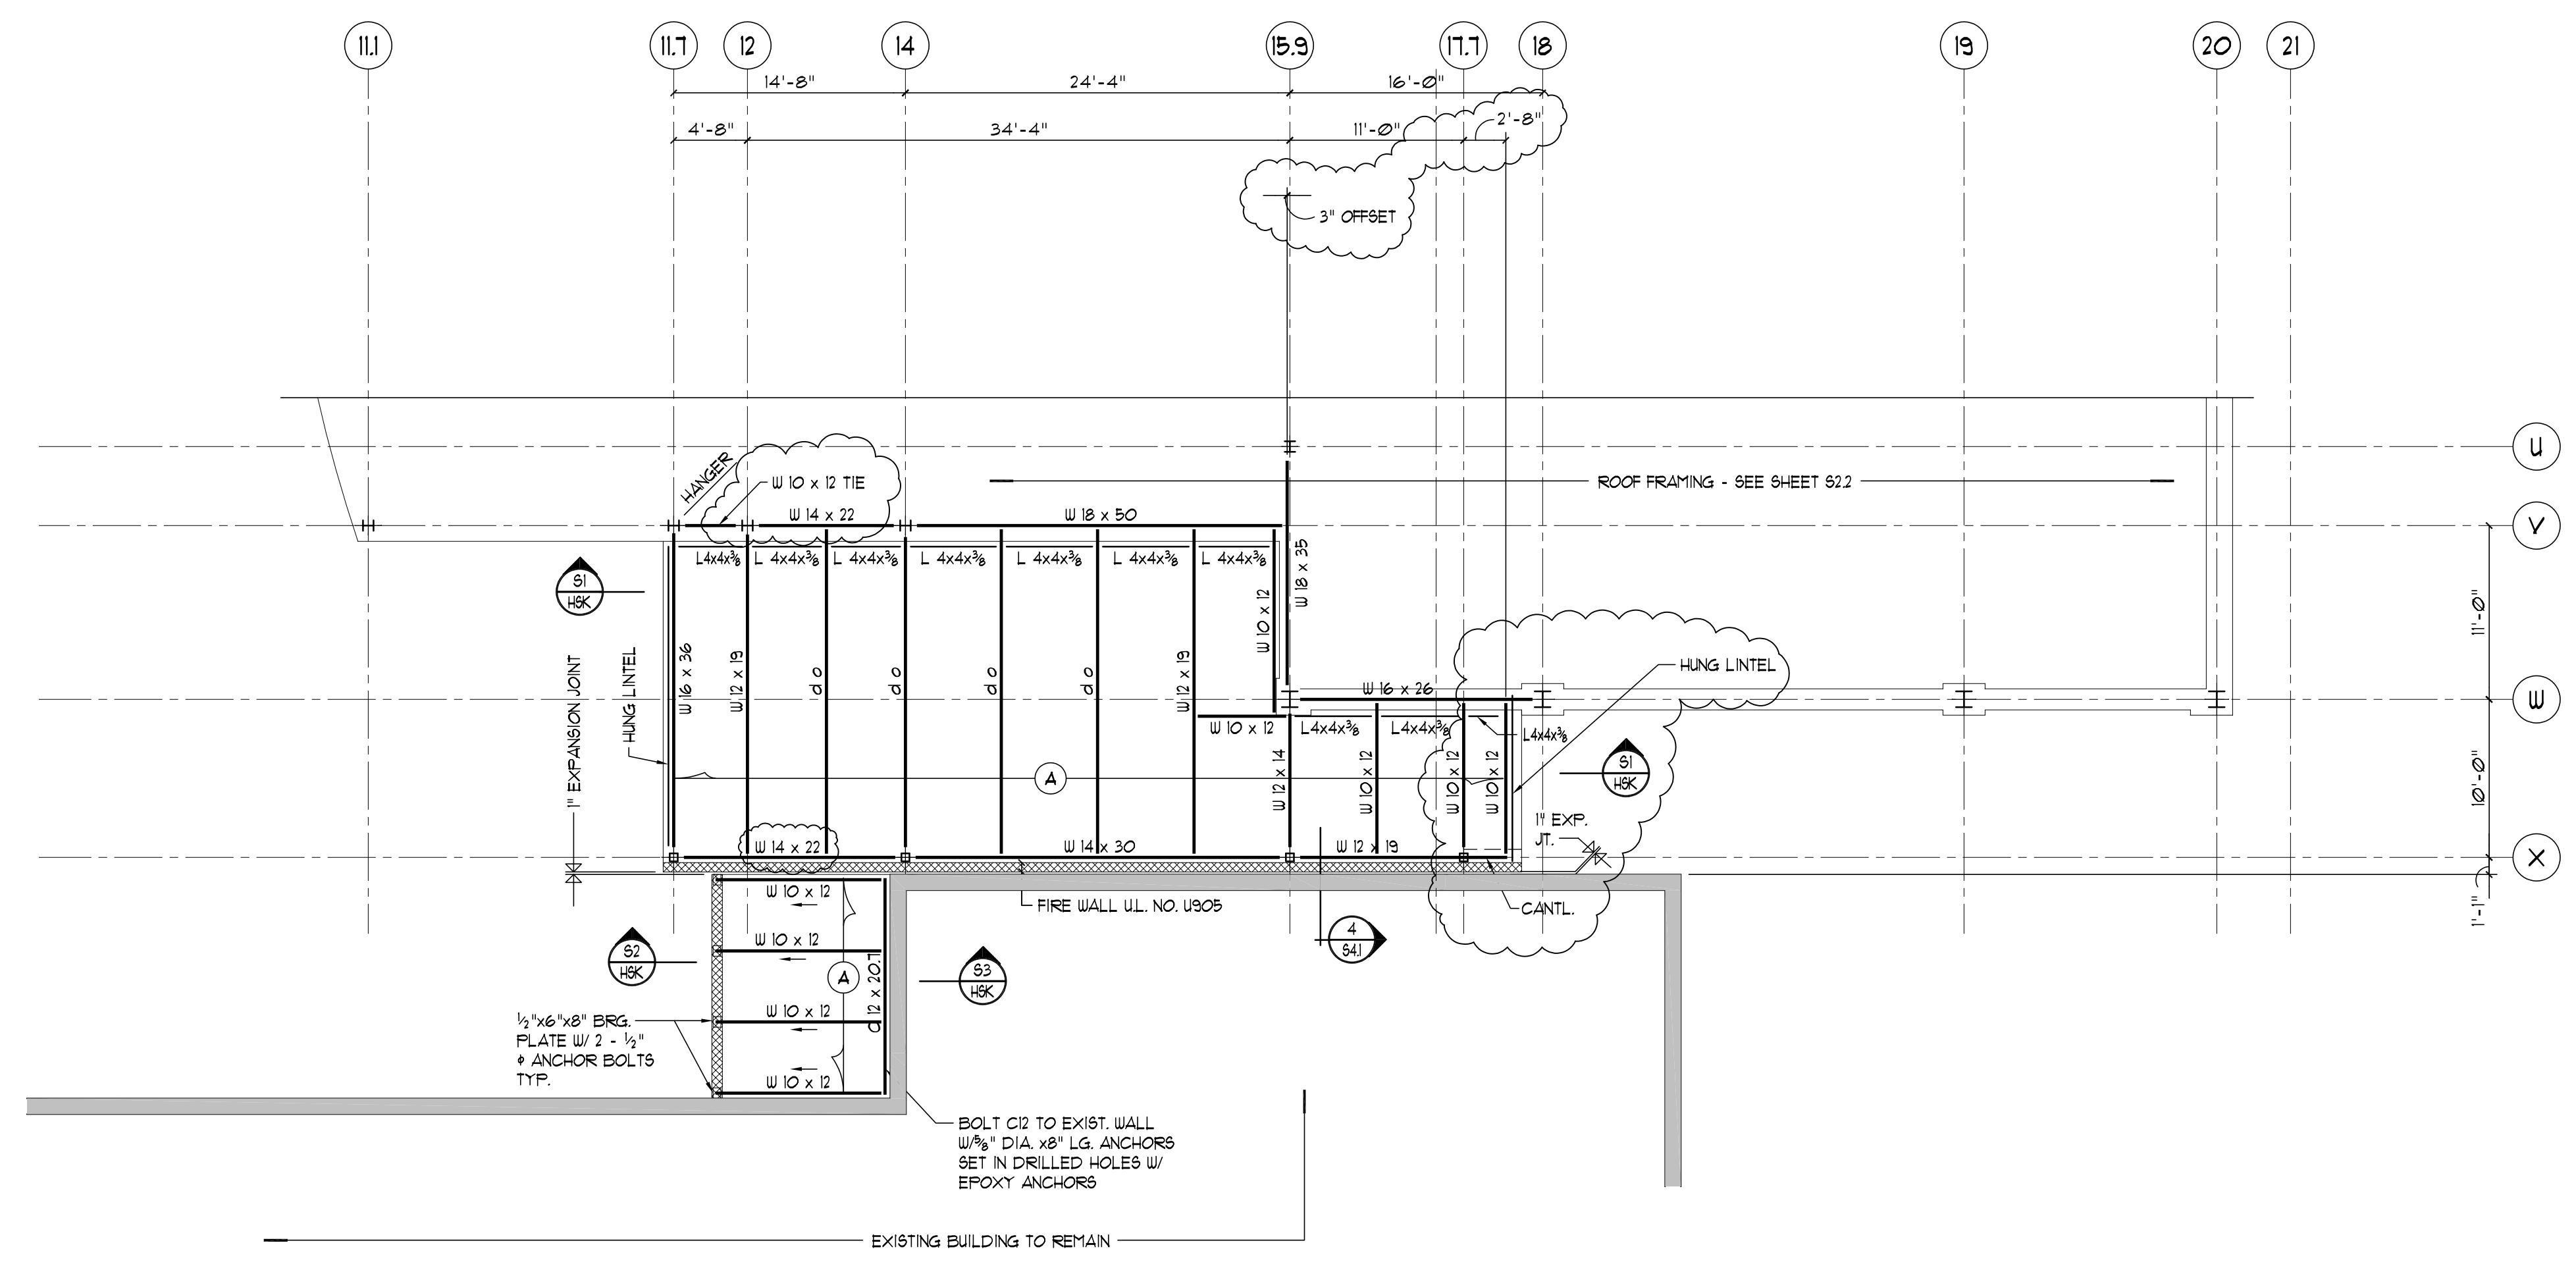 11.1 11.7 12 14 15.9 17.7 18 19 20 21
14'-8" 24'-4" 16'-0"
4'-8" 34'-4" 11'-0" 2'-8"
3" OFFSET
U
HANGER
W 10 x 12 TIE
ROOF FRAMING - SEE SHEET S2.2
W 14 x 22
W 18 x 50
V
L4x4x⅜ L 4x4x⅜ L 4x4x⅜ L 4x4x⅜ L 4x4x⅜ L 4x4x⅜ L 4x4x⅜
W 18 x 35
S1
HSK
W 10 x 12
11'-0"
1" EXPANSION JOINT
HUNG LINTEL
W 16 x 36
W 12 x 19
do
do
do
do
W 12 x 19
HUNG LINTEL
W 16 x 26
W
W 10 x 12
L4x4x⅜ L4x4x⅜
L4x4x⅜
A
W 12 x 14
W 10 x 12
W 10 x 12
W 10 x 12
S1
HSK
10'-0"
1" EXP.
JT.
W 14 x 22
W 14 x 30
W 12 x 19
X
W 10 x 12
FIRE WALL U.L. NO. U905
CANTL.
1'-1"
4
S4.1
W 10 x 12
S2
HSK
A
C 12 x 20.7
S3
HSK
W 10 x 12
½"x6"x8" BRG.
PLATE W/ 2 - ½"
ϕ ANCHOR BOLTS
TYP.
W 10 x 12
BOLT C12 TO EXIST. WALL
W/⅝" DIA. x8" LG. ANCHORS
SET IN DRILLED HOLES W/
EPOXY ANCHORS
EXISTING BUILDING TO REMAIN